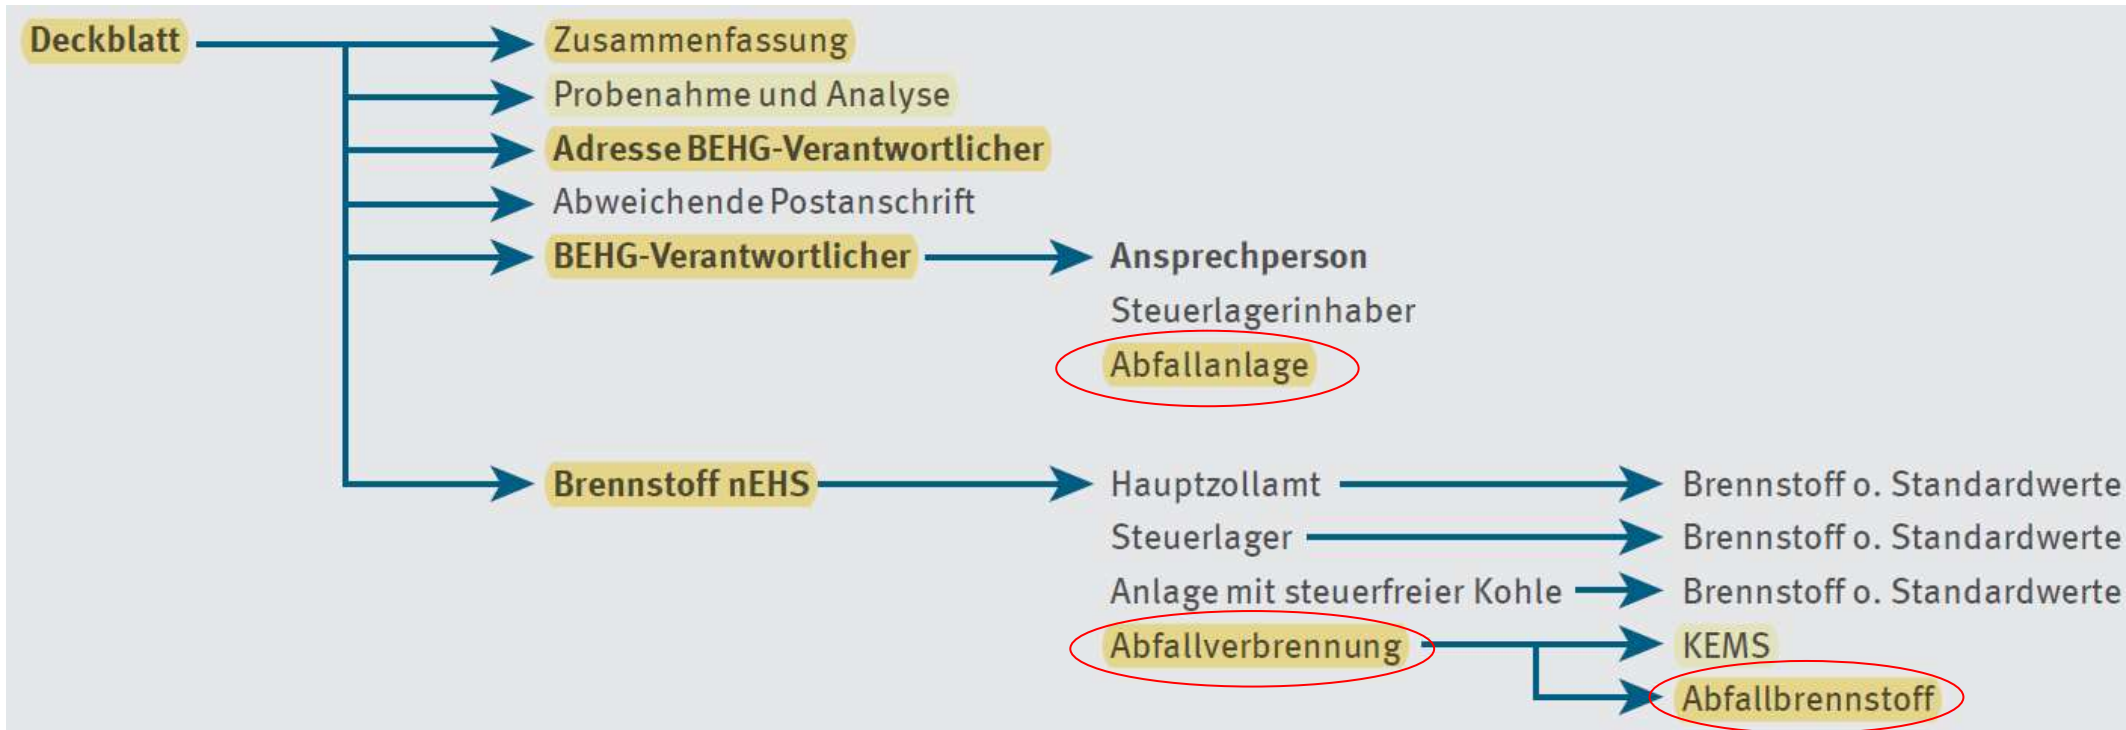 Deckblatt
Zusammenfassung
Probenahme und Analyse
Adresse BEHG-Verantwortlicher
Abweichende Postanschrift
BEHG-Verantwortlicher
Ansprechperson
Steuerlagerinhaber
Abfallanlage
Brennstoff nEHS
Hauptzollamt
Brennstoff o. Standardwerte
Steuerlager
Brennstoff o. Standardwerte
Anlage mit steuerfreier Kohle
Brennstoff o. Standardwerte
Abfallverbrennung
KEMS
Abfallbrennstoff